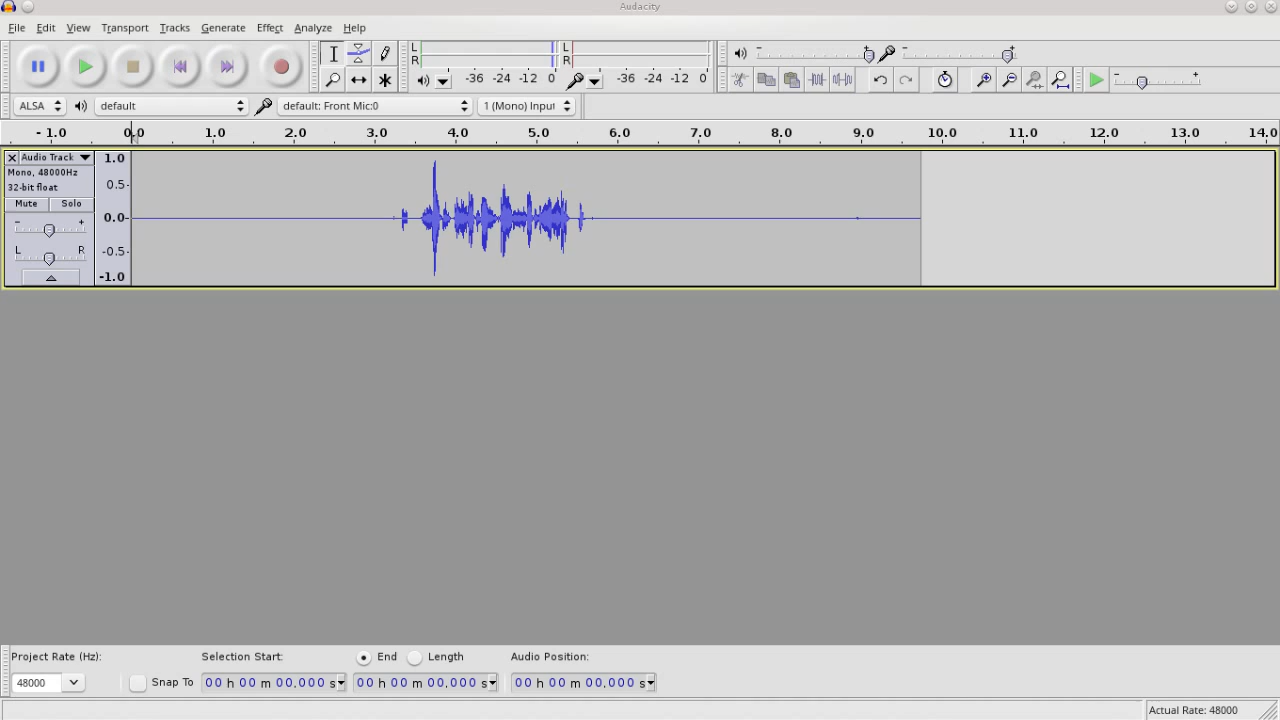 Audacity
File Edit View Transport Tracks Generate Effect Analyze Help
L
R
-36 -24 -12 0
L
R
-36 -24 -12 0
- +
- +
- +
ALSA default default: Front Mic:0 1 (Mono) Input
- 1.0 0.0 1.0 2.0 3.0 4.0 5.0 6.0 7.0 8.0 9.0 10.0 11.0 12.0 13.0 14.0
Audio Track
Mono, 48000Hz
32-bit float
Mute Solo
- +
L R
1.0
0.5-
0.0-
-0.5-
-1.0
Project Rate (Hz): Selection Start: End Length Audio Position:
48000 Snap To 00 h 00 m 00,000 s 00 h 00 m 00,000 s 00 h 00 m 00,000 s
Actual Rate: 48000